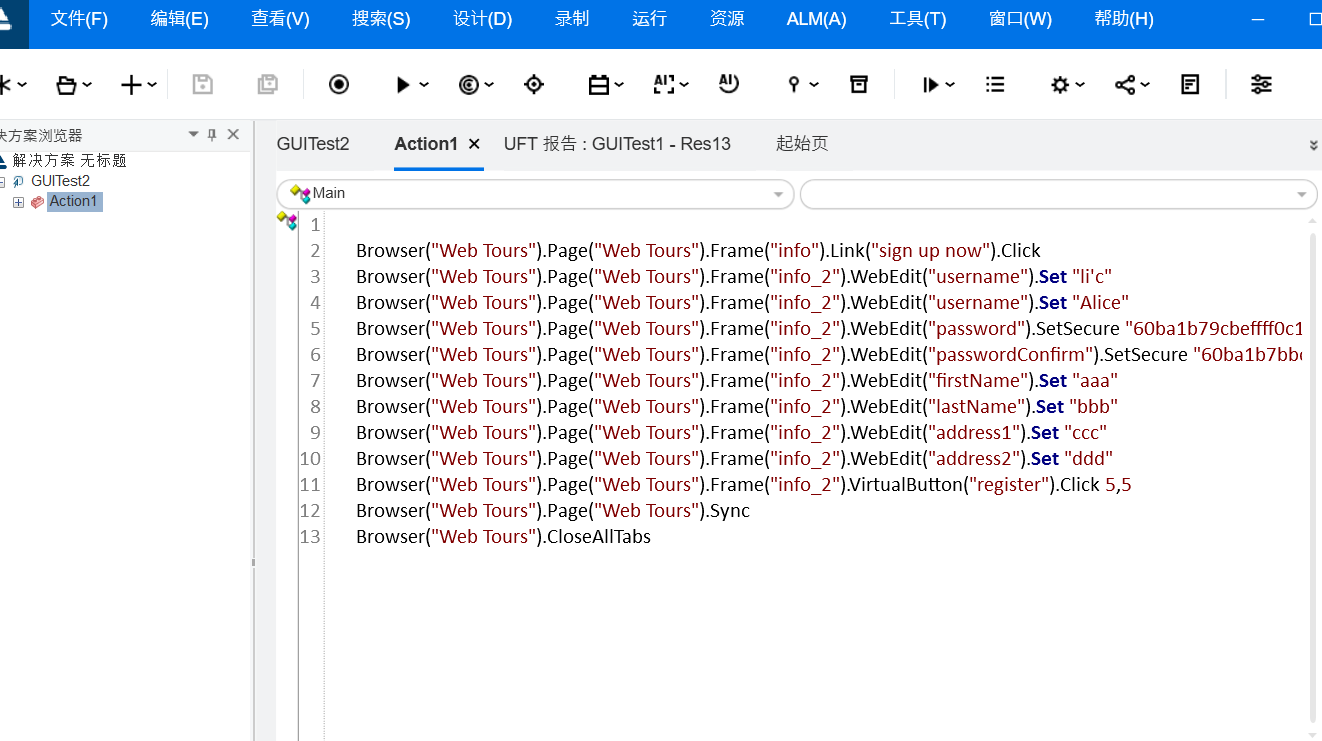 文件(F) 编辑(E) 查看(V) 搜索(S) 设计(D) 录制 运行 资源 ALM(A) 工具(T) 窗口(W) 帮助(H)
决方案浏览器
解决方案 无标题
GUITest2
Action1
GUITest2 Action1 UFT 报告 : GUITest1 - Res13 起始页
Main
1
2 Browser("Web Tours").Page("Web Tours").Frame("info").Link("sign up now").Click
3 Browser("Web Tours").Page("Web Tours").Frame("info_2").WebEdit("username").Set "li'c"
4 Browser("Web Tours").Page("Web Tours").Frame("info_2").WebEdit("username").Set "Alice"
5 Browser("Web Tours").Page("Web Tours").Frame("info_2").WebEdit("password").SetSecure "60ba1b79cbeffff0c1
6 Browser("Web Tours").Page("Web Tours").Frame("info_2").WebEdit("passwordConfirm").SetSecure "60ba1b7bb
7 Browser("Web Tours").Page("Web Tours").Frame("info_2").WebEdit("firstName").Set "aaa"
8 Browser("Web Tours").Page("Web Tours").Frame("info_2").WebEdit("lastName").Set "bbb"
9 Browser("Web Tours").Page("Web Tours").Frame("info_2").WebEdit("address1").Set "ccc"
10 Browser("Web Tours").Page("Web Tours").Frame("info_2").WebEdit("address2").Set "ddd"
11 Browser("Web Tours").Page("Web Tours").Frame("info_2").VirtualButton("register").Click 5,5
12 Browser("Web Tours").Page("Web Tours").Sync
13 Browser("Web Tours").CloseAllTabs